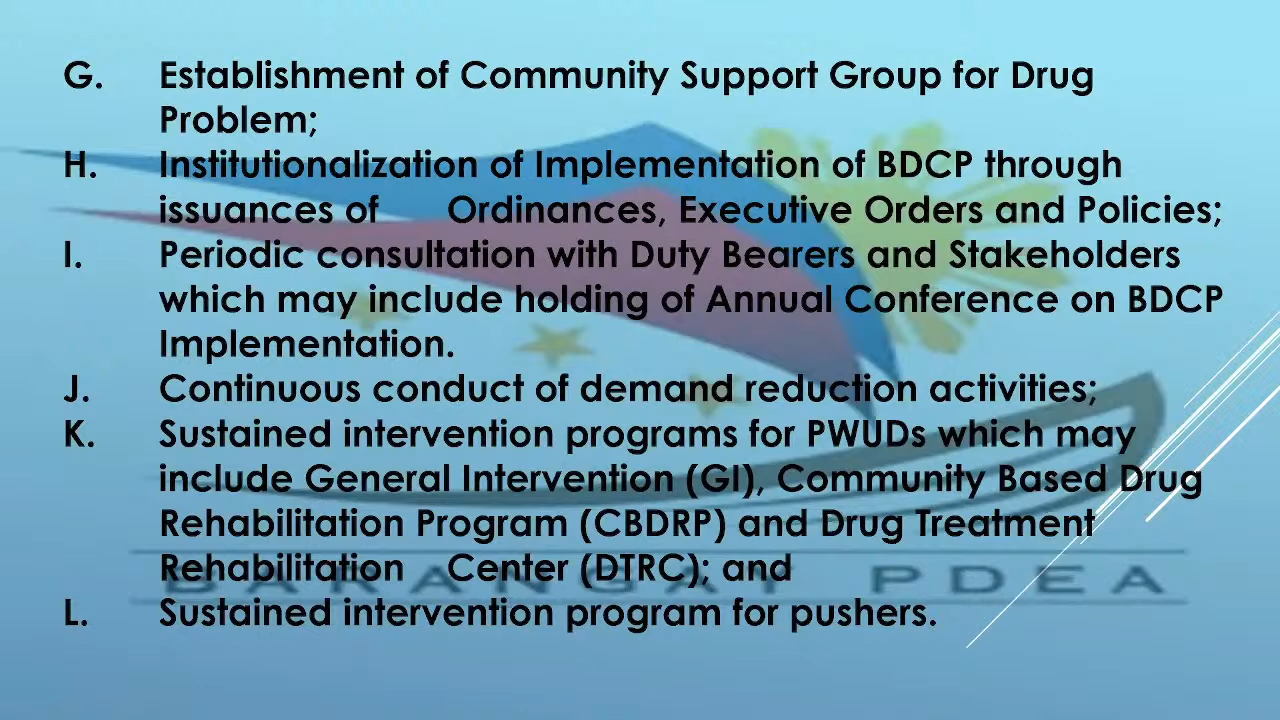 G. Establishment of Community Support Group for Drug
Problem;
H. Institutionalization of Implementation of BDCP through
issuances of Ordinances, Executive Orders and Policies;
I. Periodic consultation with Duty Bearers and Stakeholders
which may include holding of Annual Conference on BDCP
Implementation.
J. Continuous conduct of demand reduction activities;
K. Sustained intervention programs for PWUDs which may
include General Intervention (GI), Community Based Drug
Rehabilitation Program (CBDRP) and Drug Treatment
Rehabilitation Center (DTRC); and
BARANGAY PDEA
L. Sustained intervention program for pushers.